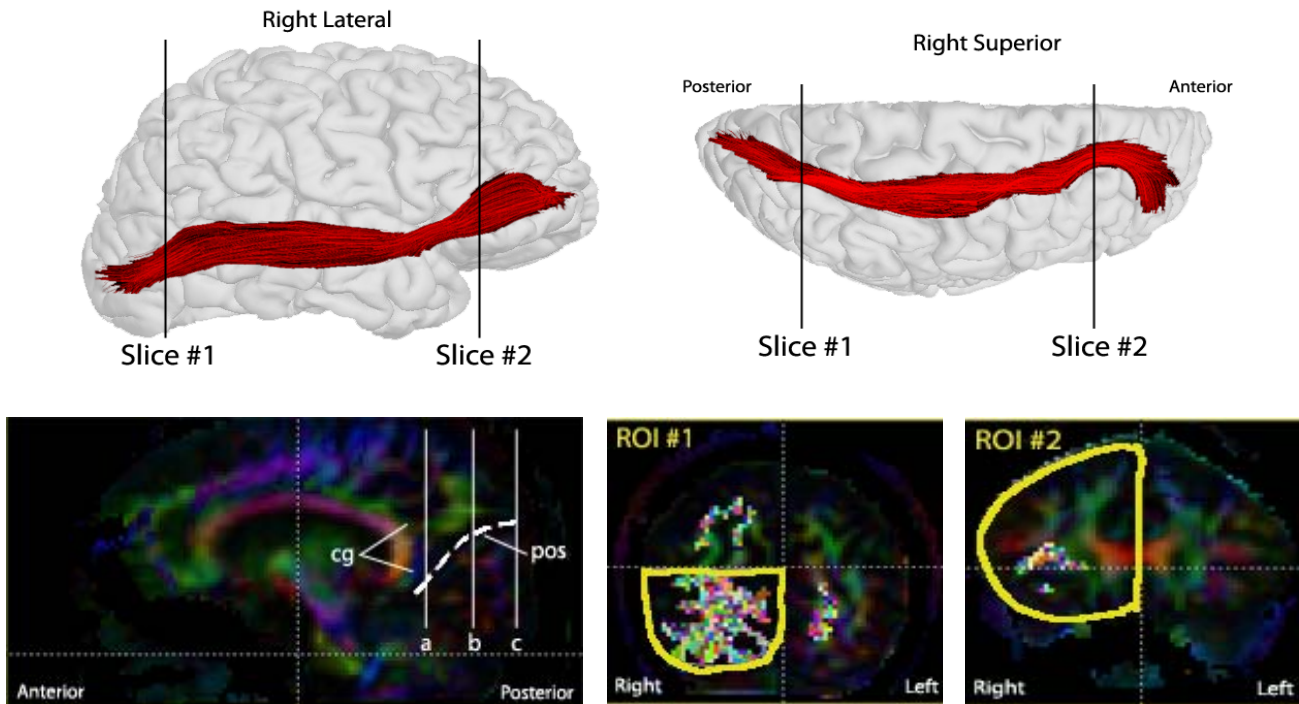 Right Lateral
Slice #1
Slice #2
Right Superior
Posterior
Anterior
Slice #1
Slice #2
cg
pos
a
b
c
Anterior
Posterior
ROI #1
Right
Left
ROI #2
Right
Left